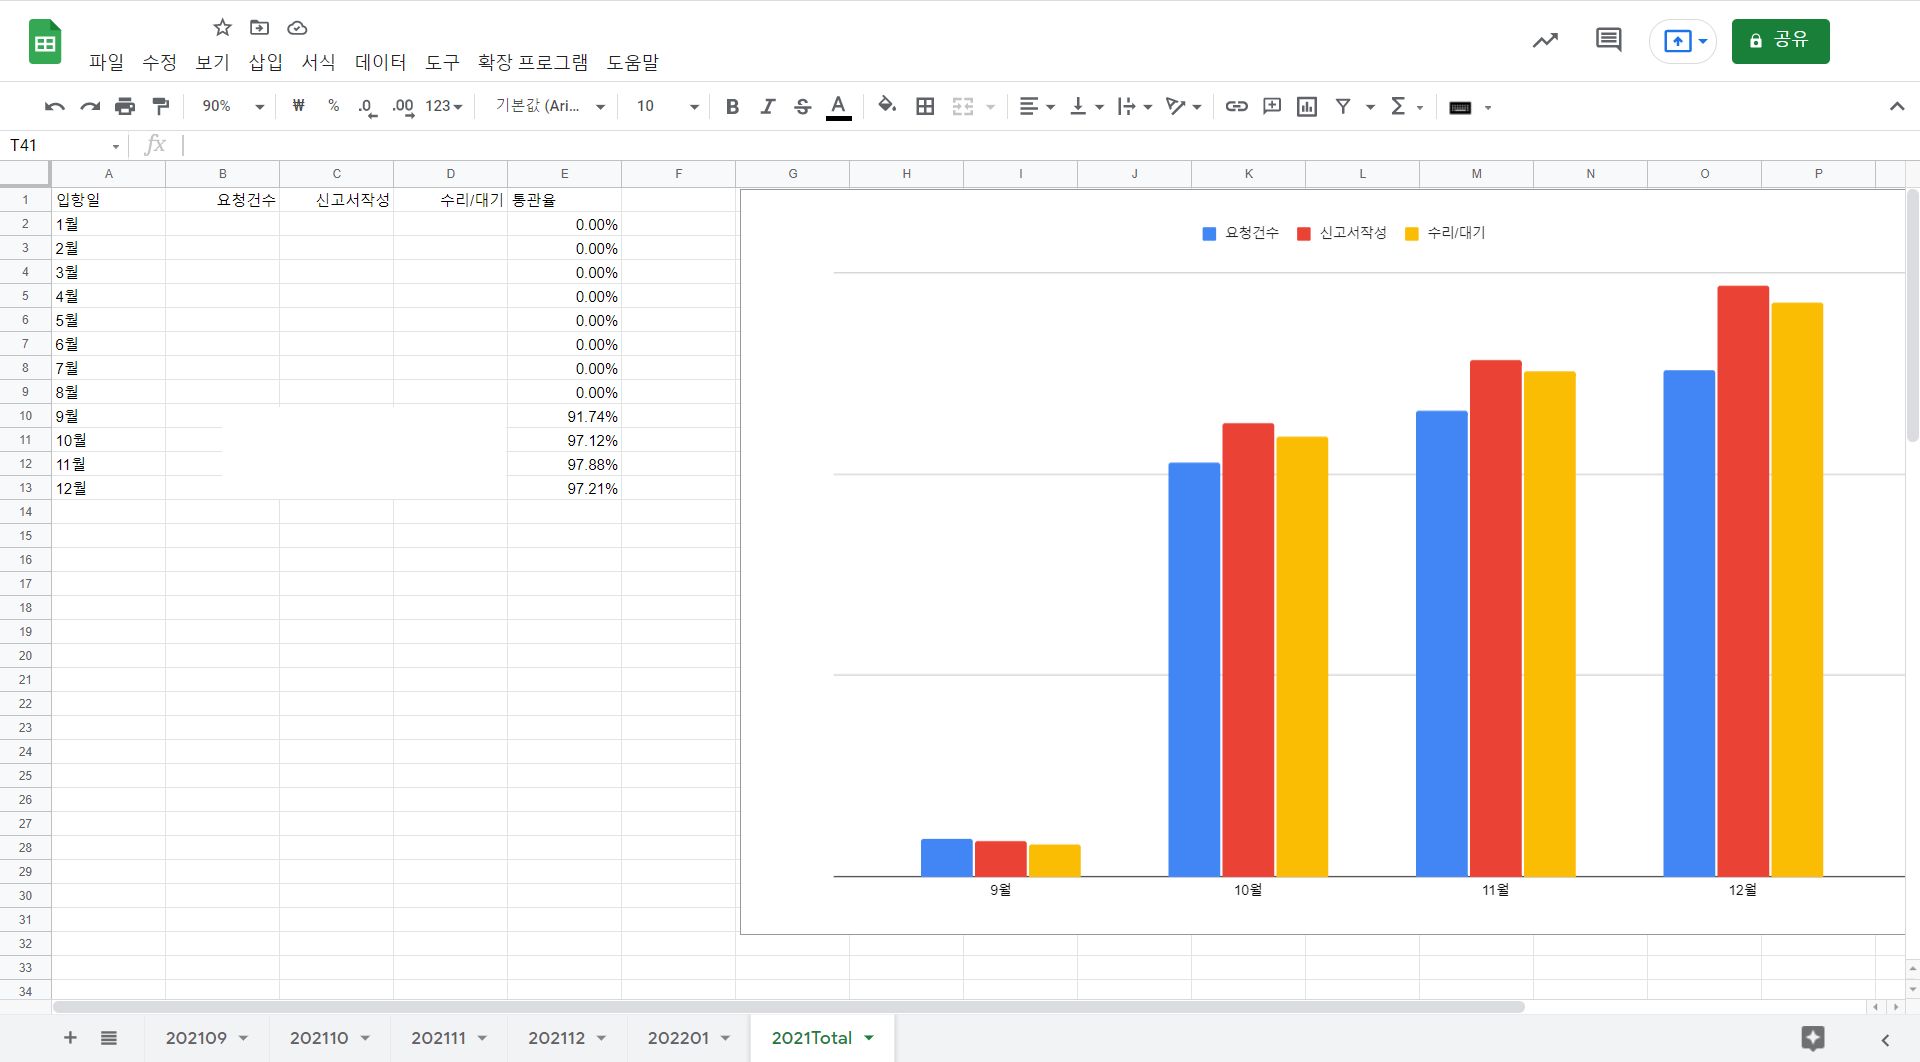 파일 수정 보기 삽입 서식 데이터 도구 확장 프로그램 도움말
공유
90% ₩ % .0 .00 123 기본값 (Ari... 10 B I S A
T41 fx
A B C D E F G H I J K L M N O P
1 입항일 요청건수 신고서작성 수리/대기 통관율
2 1월 0.00%
3 2월 0.00%
4 3월 0.00%
5 4월 0.00%
6 5월 0.00%
7 6월 0.00%
8 7월 0.00%
9 8월 0.00%
10 9월 91.74%
11 10월 97.12%
12 11월 97.88%
13 12월 97.21%
14
15
16
17
18
19
20
21
22
23
24
25
26
27
28
29
30
31
32
33
34
요청건수 신고서작성 수리/대기
9월 10월 11월 12월
202109 202110 202111 202112 202201 2021Total